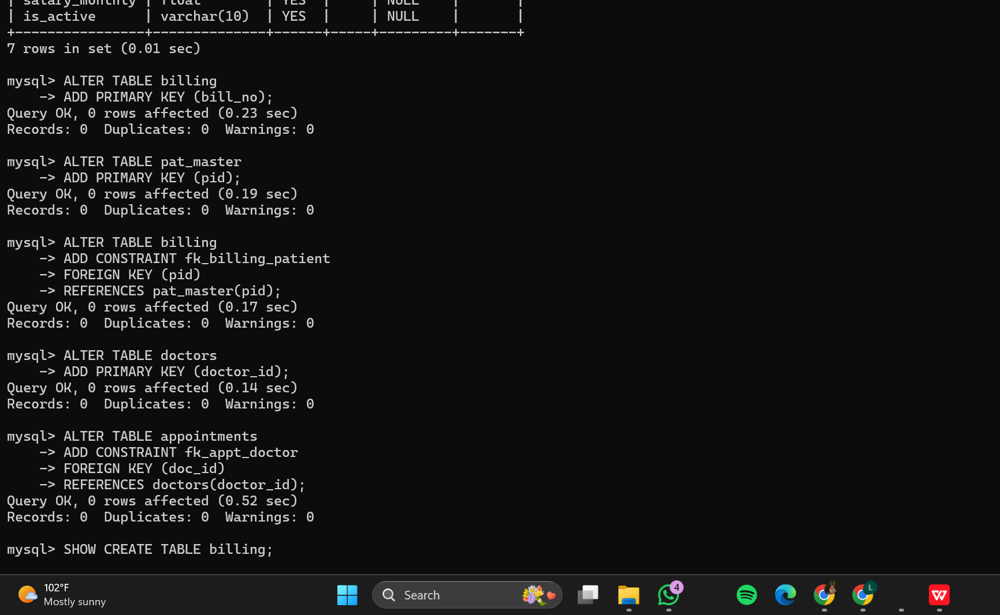 | salary_monthly | float | YES | | NULL | |
| is_active | varchar(10) | YES | | NULL | |
+----------------+--------------+------+-----+---------+-------+
7 rows in set (0.01 sec)
mysql> ALTER TABLE billing
-> ADD PRIMARY KEY (bill_no);
Query OK, 0 rows affected (0.23 sec)
Records: 0 Duplicates: 0 Warnings: 0
mysql> ALTER TABLE pat_master
-> ADD PRIMARY KEY (pid);
Query OK, 0 rows affected (0.19 sec)
Records: 0 Duplicates: 0 Warnings: 0
mysql> ALTER TABLE billing
-> ADD CONSTRAINT fk_billing_patient
-> FOREIGN KEY (pid)
-> REFERENCES pat_master(pid);
Query OK, 0 rows affected (0.17 sec)
Records: 0 Duplicates: 0 Warnings: 0
mysql> ALTER TABLE doctors
-> ADD PRIMARY KEY (doctor_id);
Query OK, 0 rows affected (0.14 sec)
Records: 0 Duplicates: 0 Warnings: 0
mysql> ALTER TABLE appointments
-> ADD CONSTRAINT fk_appt_doctor
-> FOREIGN KEY (doc_id)
-> REFERENCES doctors(doctor_id);
Query OK, 0 rows affected (0.52 sec)
Records: 0 Duplicates: 0 Warnings: 0
mysql> SHOW CREATE TABLE billing;
102°F
Mostly sunny
Search
4
L
W